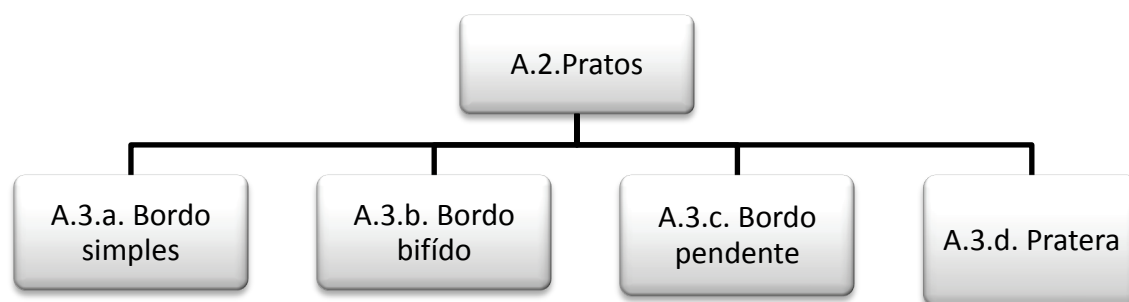 A.2.Pratos
A.3.a. Bordo
simples
A.3.b. Bordo
bifído
A.3.c. Bordo
pendente
A.3.d. Pratera